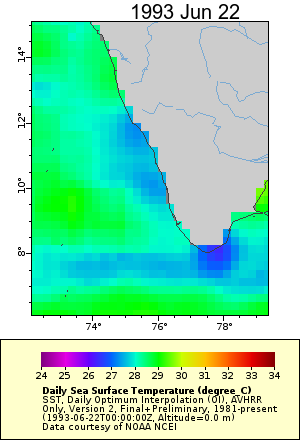 1993 Jun 22
14°
12°
10°
8°
74° 76° 78°
24 25 26 27 28 29 30 31 32 33 34
Daily Sea Surface Temperature (degree_C)
SST, Daily Optimum Interpolation (OI), AVHRR
Only, Version 2, Final+Preliminary, 1981-present
(1993-06-22T00:00:00Z, Altitude=0.0 m)
Data courtesy of NOAA NCEI